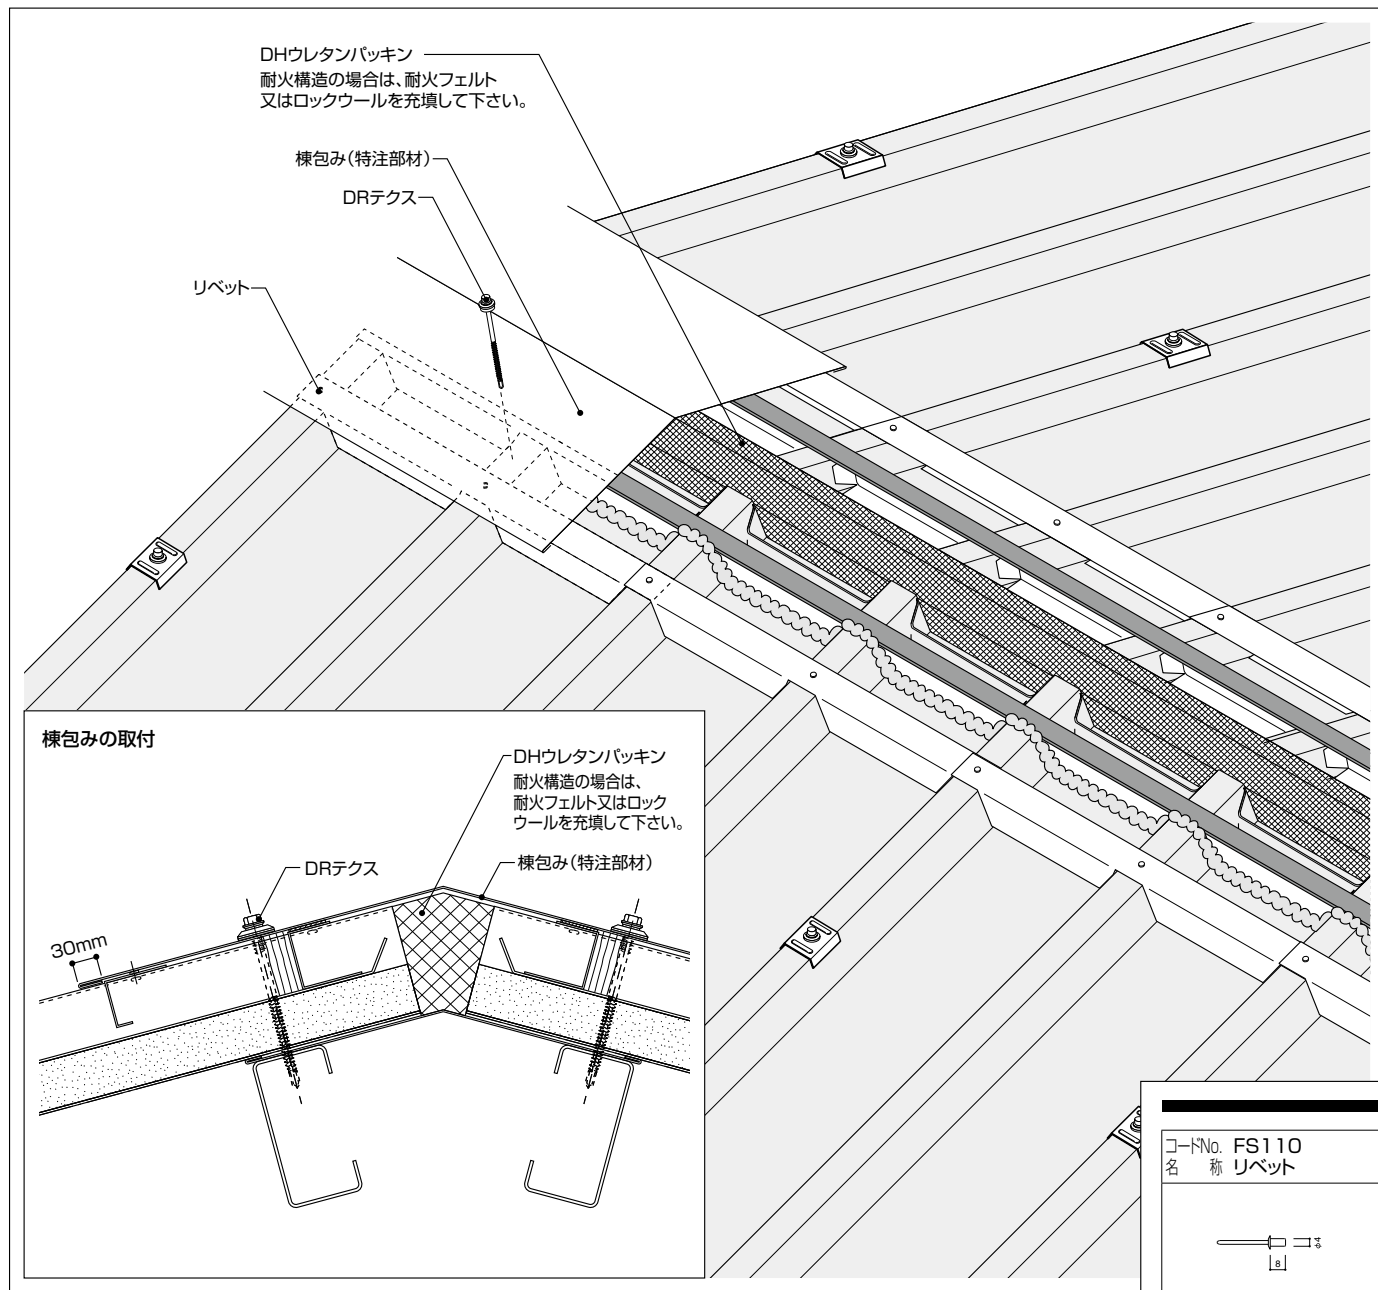 DHウレタンパッキン
耐火構造の場合は、耐火フェルト
又はロックウールを充填して下さい。
棟包み(特注部材)
DRテクス
リベット
棟包みの取付
DHウレタンパッキン
耐火構造の場合は、
耐火フェルト又はロック
ウールを充填して下さい。
DRテクス
棟包み(特注部材)
30mm
コードNo. FS110
名 称 リベット
φ4
8